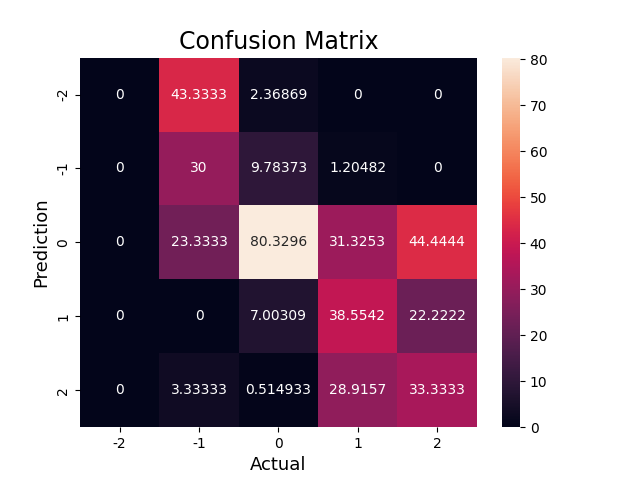 Confusion Matrix
80
70
60
50
40
30
20
10
0
Prediction
-2 0 43.3333 2.36869 0 0
-1 0 30 9.78373 1.20482 0
0 0 23.3333 80.3296 31.3253 44.4444
1 0 0 7.00309 38.5542 22.2222
2 0 3.33333 0.514933 28.9157 33.3333
-2 -1 0 1 2
Actual